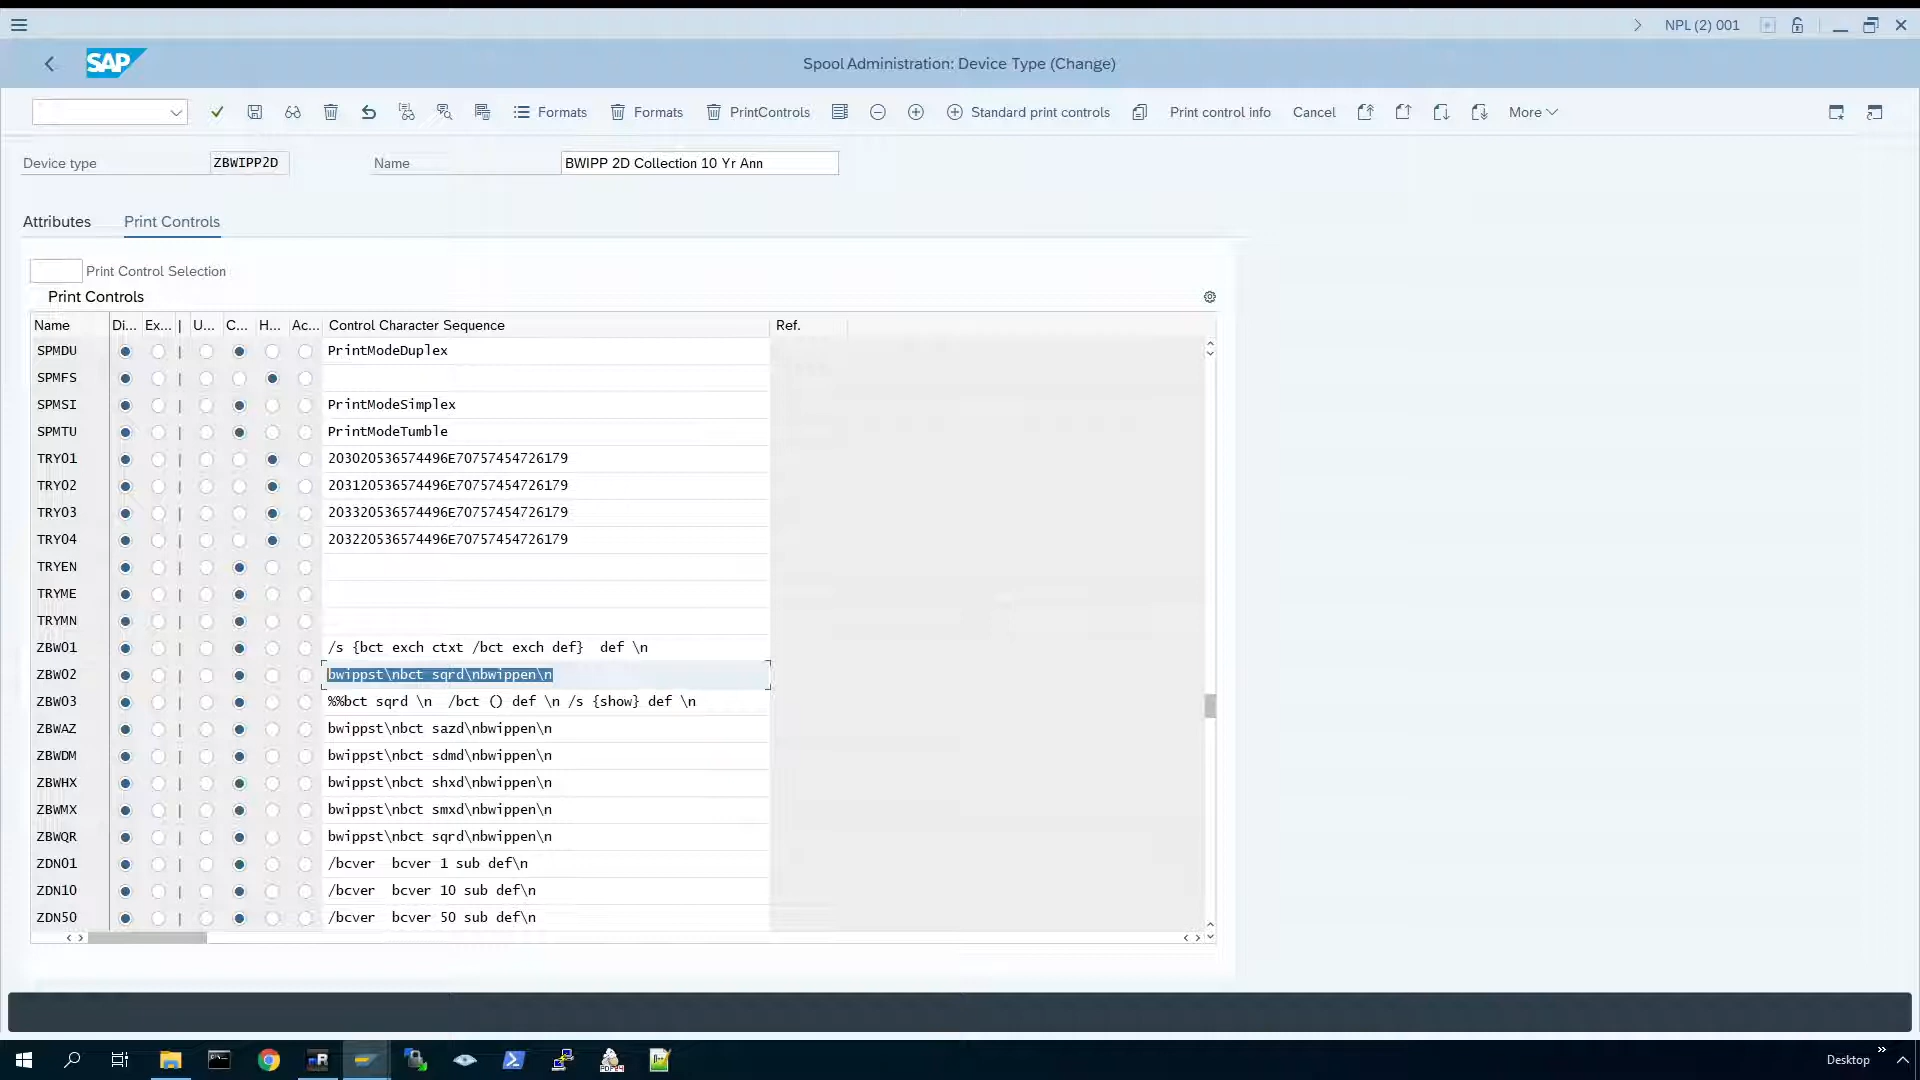 NPL (2) 001
SAP
Spool Administration: Device Type (Change)
Formats
Formats
PrintControls
Standard print controls
Print control info
Cancel
More
Device type
ZBWIPP2D
Name
BWIPP 2D Collection 10 Yr Ann
Attributes
Print Controls
Print Control Selection
Print Controls
Name Di... Ex... | U... C... H... Ac... Control Character Sequence Ref.
SPMDU | PrintModeDuplex
SPMFS |
SPMSI | PrintModeSimplex
SPMTU | PrintModeTumble
TRY01 | 203020536574496E70757454726179
TRY02 | 203120536574496E70757454726179
TRY03 | 203320536574496E70757454726179
TRY04 | 203220536574496E70757454726179
TRYEN |
TRYME |
TRYMN |
ZBW01 | /s {bct exch ctxt /bct exch def}  def \n
ZBW02 | bwippst\nbct sqrd\nbwippen\n
ZBW03 | %%bct sqrd \n  /bct () def \n /s {show} def \n
ZBWAZ | bwippst\nbct sazd\nbwippen\n
ZBWDM | bwippst\nbct sdmd\nbwippen\n
ZBWHX | bwippst\nbct shxd\nbwippen\n
ZBWMX | bwippst\nbct smxd\nbwippen\n
ZBWQR | bwippst\nbct sqrd\nbwippen\n
ZDN01 | /bcver  bcver 1 sub def\n
ZDN10 | /bcver  bcver 10 sub def\n
ZDN50 | /bcver  bcver 50 sub def\n
Desktop